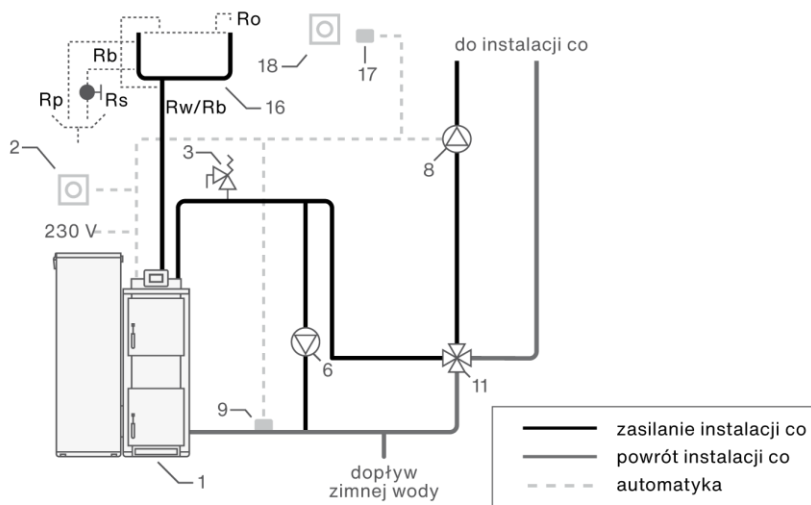 Ro
do instalacji co
Rb
18
17
Rp
Rs
Rw/Rb
16
2
3
8
230 V
6
11
9
zasilanie instalacji co
powrót instalacji co
automatyka
dopływ
zimnej wody
1